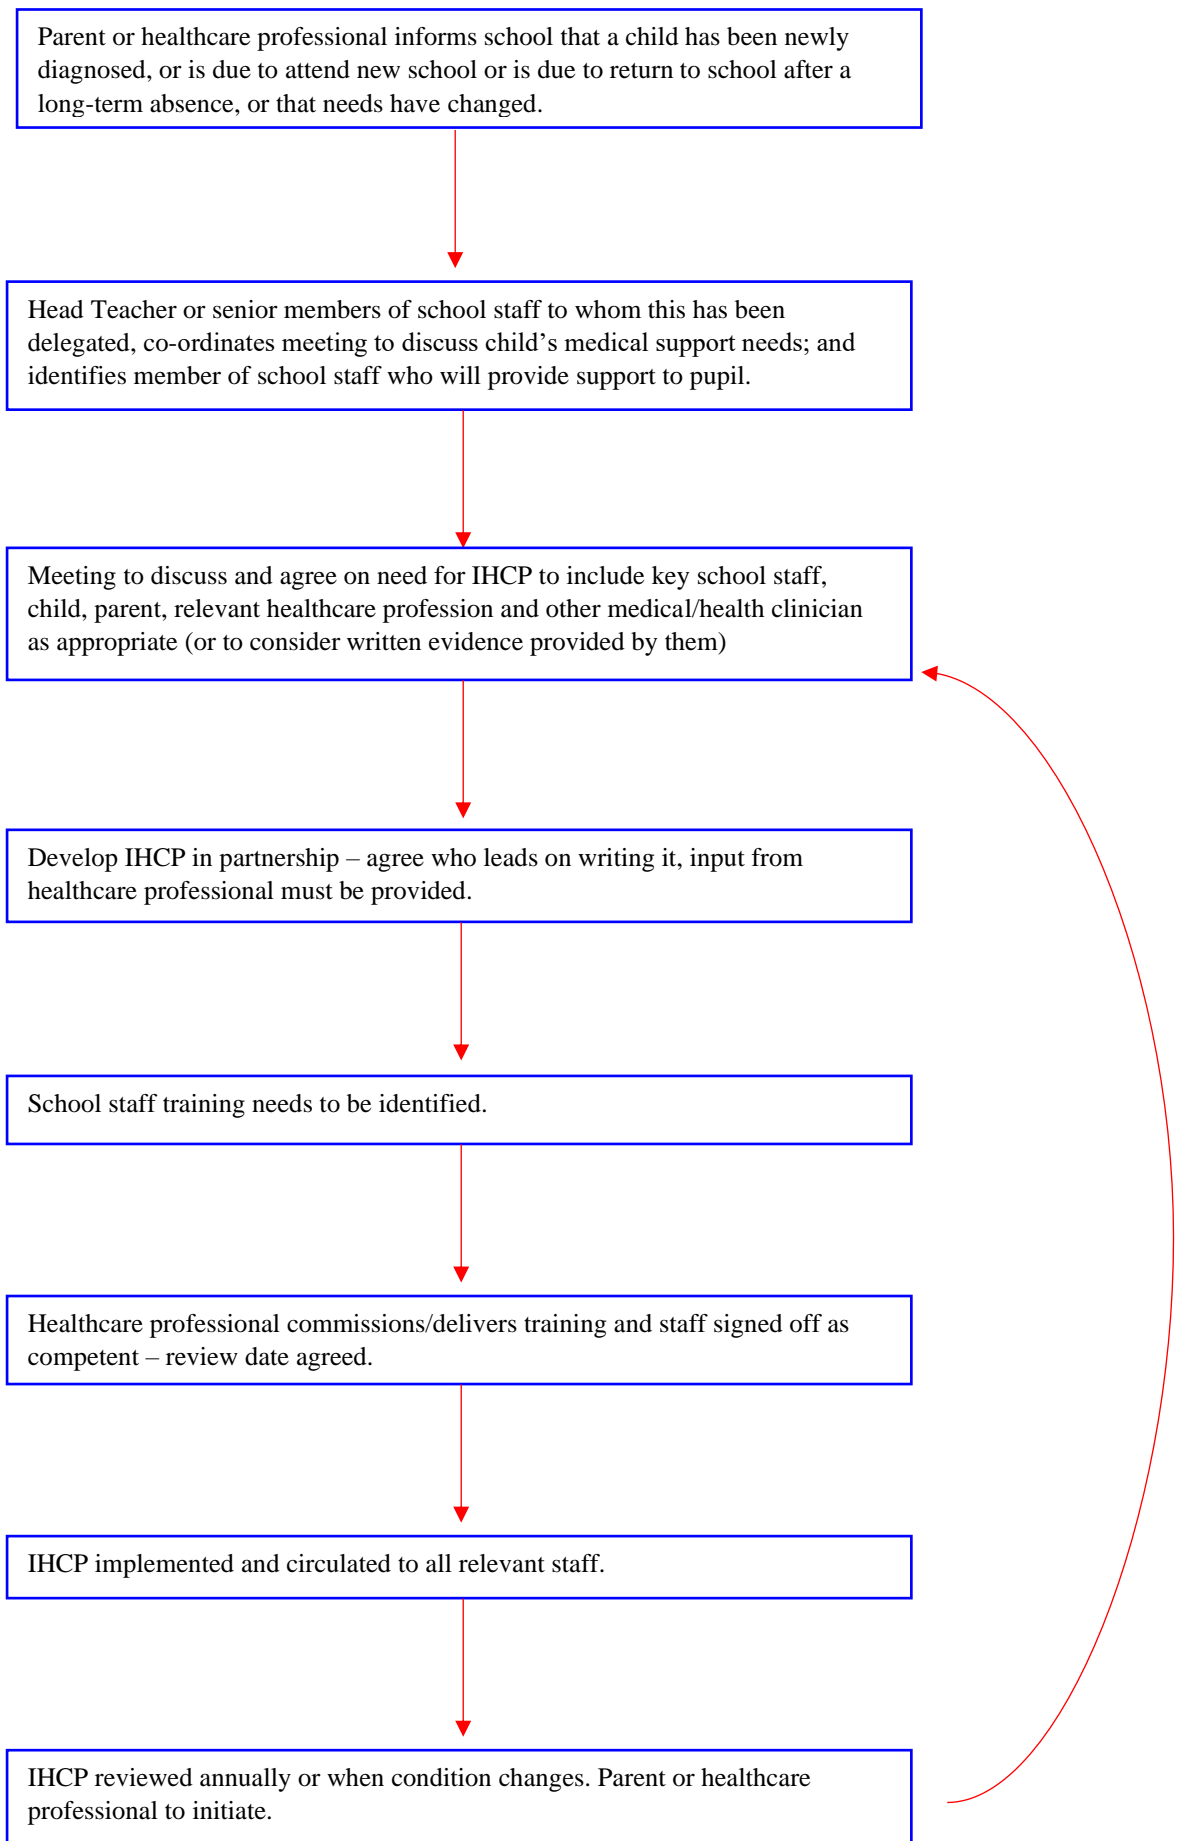 Parent or healthcare professional informs school that a child has been newly
diagnosed, or is due to attend new school or is due to return to school after a
long-term absence, or that needs have changed.
Head Teacher or senior members of school staff to whom this has been
delegated, co-ordinates meeting to discuss child’s medical support needs; and
identifies member of school staff who will provide support to pupil.
Meeting to discuss and agree on need for IHCP to include key school staff,
child, parent, relevant healthcare profession and other medical/health clinician
as appropriate (or to consider written evidence provided by them)
Develop IHCP in partnership – agree who leads on writing it, input from
healthcare professional must be provided.
School staff training needs to be identified.
Healthcare professional commissions/delivers training and staff signed off as
competent – review date agreed.
IHCP implemented and circulated to all relevant staff.
IHCP reviewed annually or when condition changes. Parent or healthcare
professional to initiate.